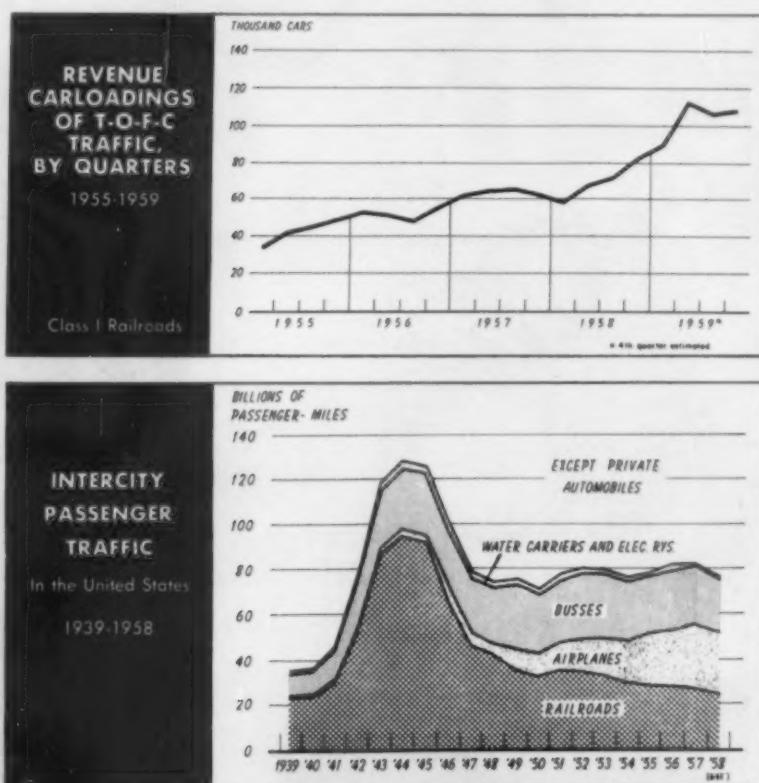 REVENUE
CARLOADINGS
OF T-O-F-C
TRAFFIC,
BY QUARTERS
1955-1959
Class I Railroads
THOUSAND CARS
140
120
100
80
60
40
20
0
1955 1956 1957 1958 1959*
* 4th quarter estimated
INTERCITY
PASSENGER
TRAFFIC
In the United States
1939-1958
BILLIONS OF
PASSENGER- MILES
140
120
100
80
60
40
20
0
EXCEPT PRIVATE
AUTOMOBILES
WATER CARRIERS AND ELEC. RYS.
BUSSES
AIRPLANES
RAILROADS
1939 '40 '41 '42 '43 '44 '45 '46 '47 '48 '49 '50 '51 '52 '53 '54 '55 '56 '57 '58